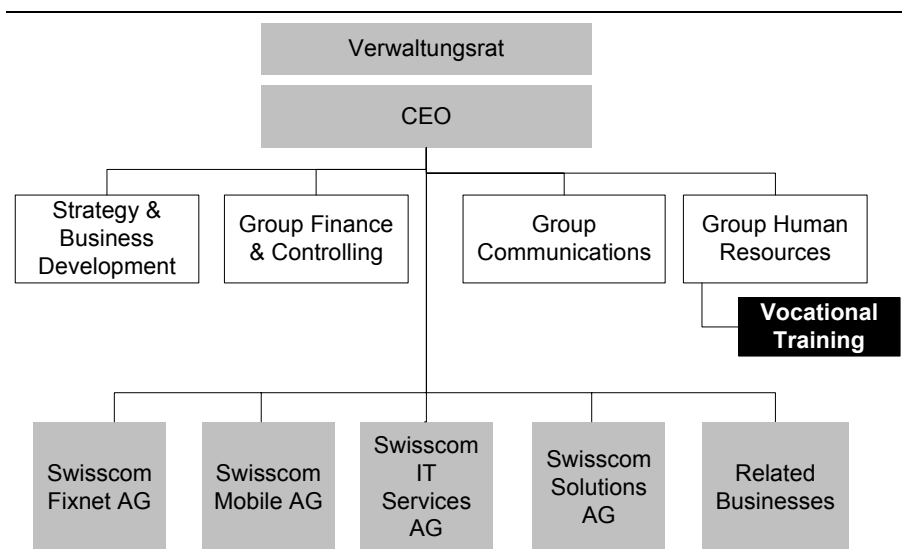 Verwaltungsrat
CEO
Strategy &
Business
Development
Group Finance
& Controlling
Group
Communications
Group Human
Resources
Vocational
Training
Swisscom
Fixnet AG
Swisscom
Mobile AG
Swisscom
IT
Services
AG
Swisscom
Solutions
AG
Related
Businesses